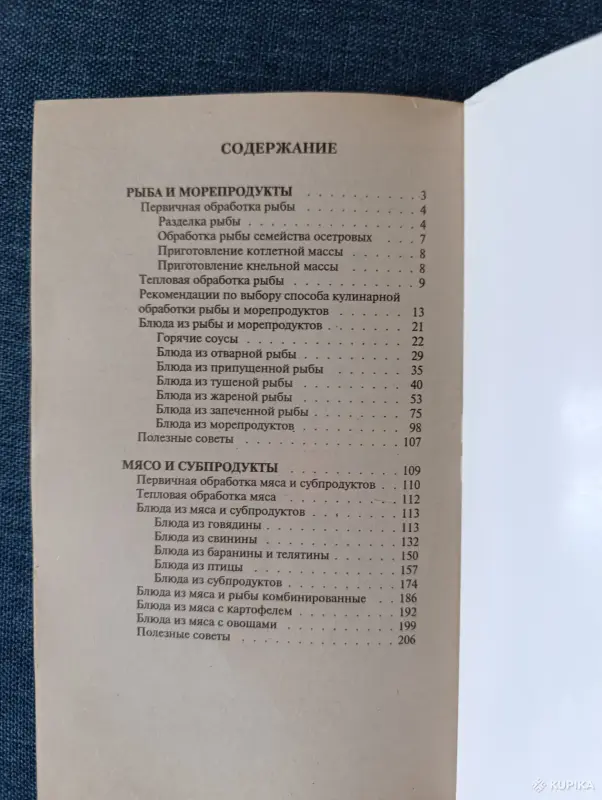 СОДЕРЖАНИЕ
РЫБА И МОРЕПРОДУКТЫ . . . . . . . . . . 3
Первичная обработка рыбы . . . . . . . . . 4
Разделка рыбы . . . . . . . . . . . . . 4
Обработка рыбы семейства осетровых . . . 7
Приготовление котлетной массы . . . . . 8
Приготовление кнельной массы . . . . . 8
Тепловая обработка рыбы . . . . . . . . . 9
Рекомендации по выбору способа кулинарной
обработки рыбы и морепродуктов . . . . . 13
Блюда из рыбы и морепродуктов . . . . . . 21
Горячие соусы . . . . . . . . . . . . 22
Блюда из отварной рыбы . . . . . . . . 29
Блюда из припущенной рыбы . . . . . . 35
Блюда из тушеной рыбы . . . . . . . . 40
Блюда из жареной рыбы . . . . . . . . 53
Блюда из запеченной рыбы . . . . . . . 75
Блюда из морепродуктов . . . . . . . . 98
Полезные советы . . . . . . . . . . . . 107
МЯСО И СУБПРОДУКТЫ . . . . . . . . . . 109
Первичная обработка мяса и субпродуктов . . 110
Тепловая обработка мяса . . . . . . . . . 112
Блюда из мяса и субпродуктов . . . . . . . 113
Блюда из говядины . . . . . . . . . . 113
Блюда из свинины . . . . . . . . . . . 132
Блюда из баранины и телятины . . . . . 150
Блюда из птицы . . . . . . . . . . . . 157
Блюда из субпродуктов . . . . . . . . 174
Блюда из мяса и рыбы комбинированные . . 186
Блюда из мяса с картофелем . . . . . . . . 192
Блюда из мяса с овощами . . . . . . . . . 199
Полезные советы . . . . . . . . . . . . 206
KUPIKA